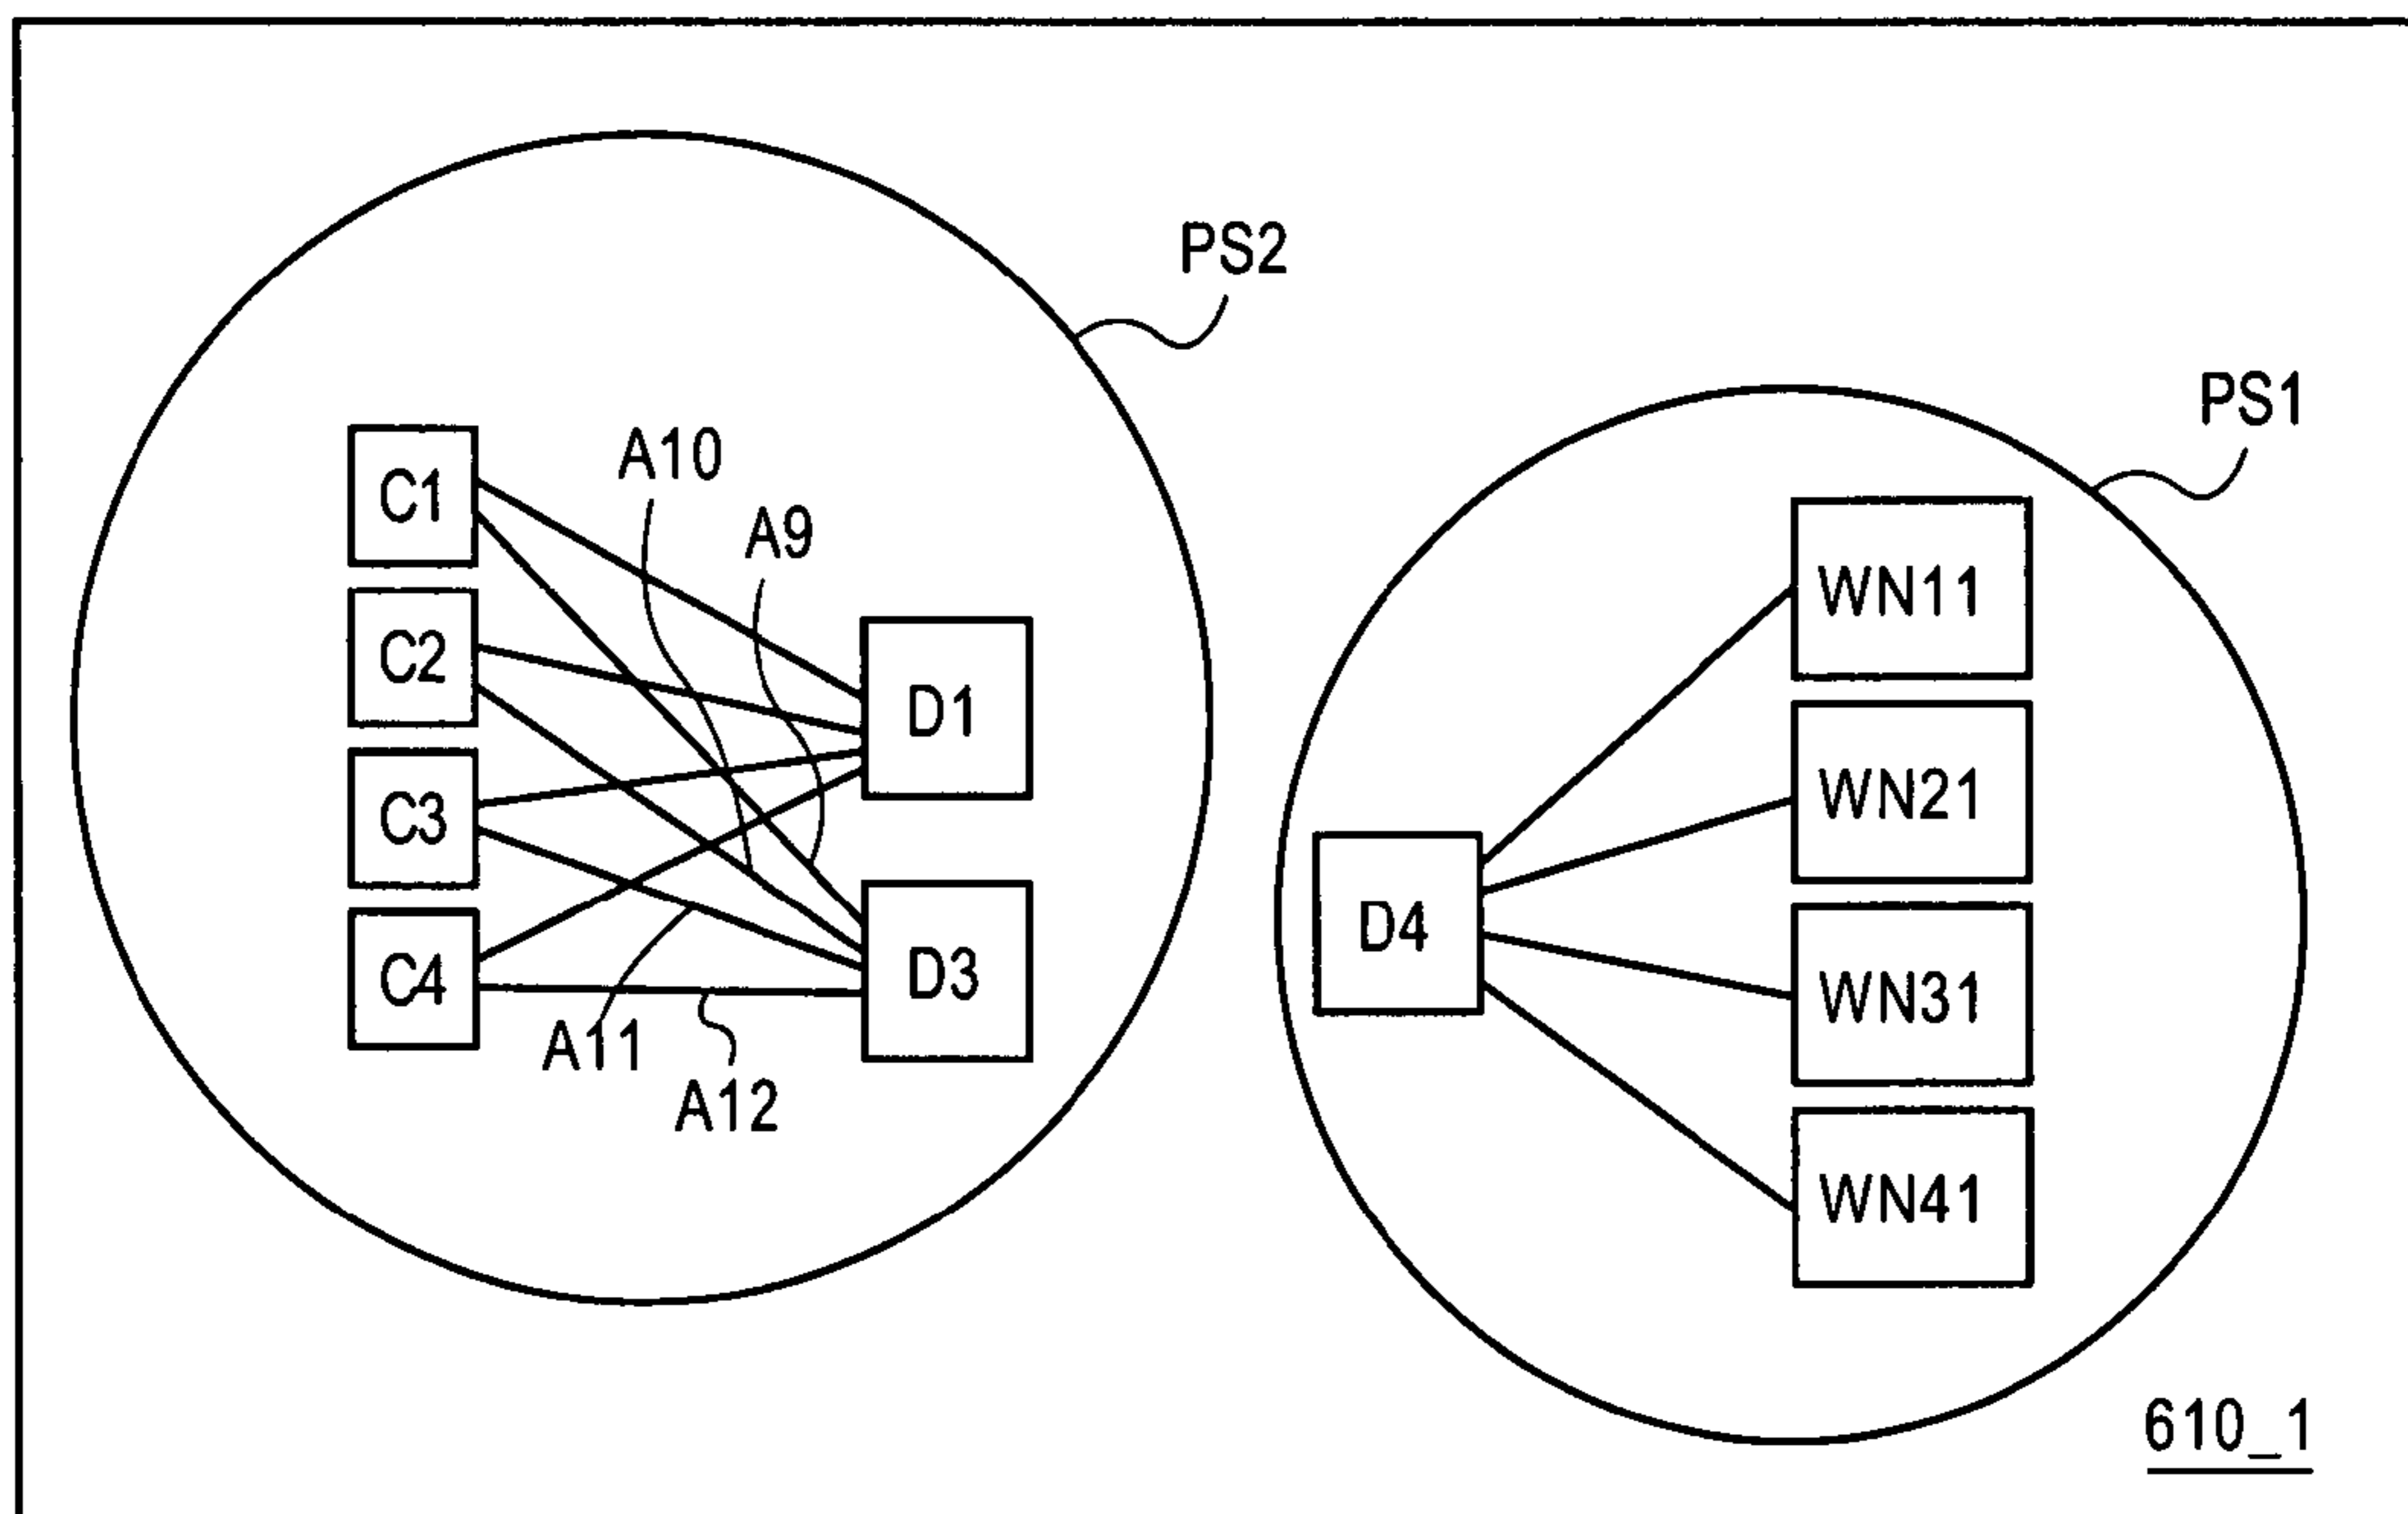 PS2
PS1
A10
C1
A9
WN11
C2
D1
WN21
C3
D4
C4
D3
WN31
A11
A12
WN41
610_1